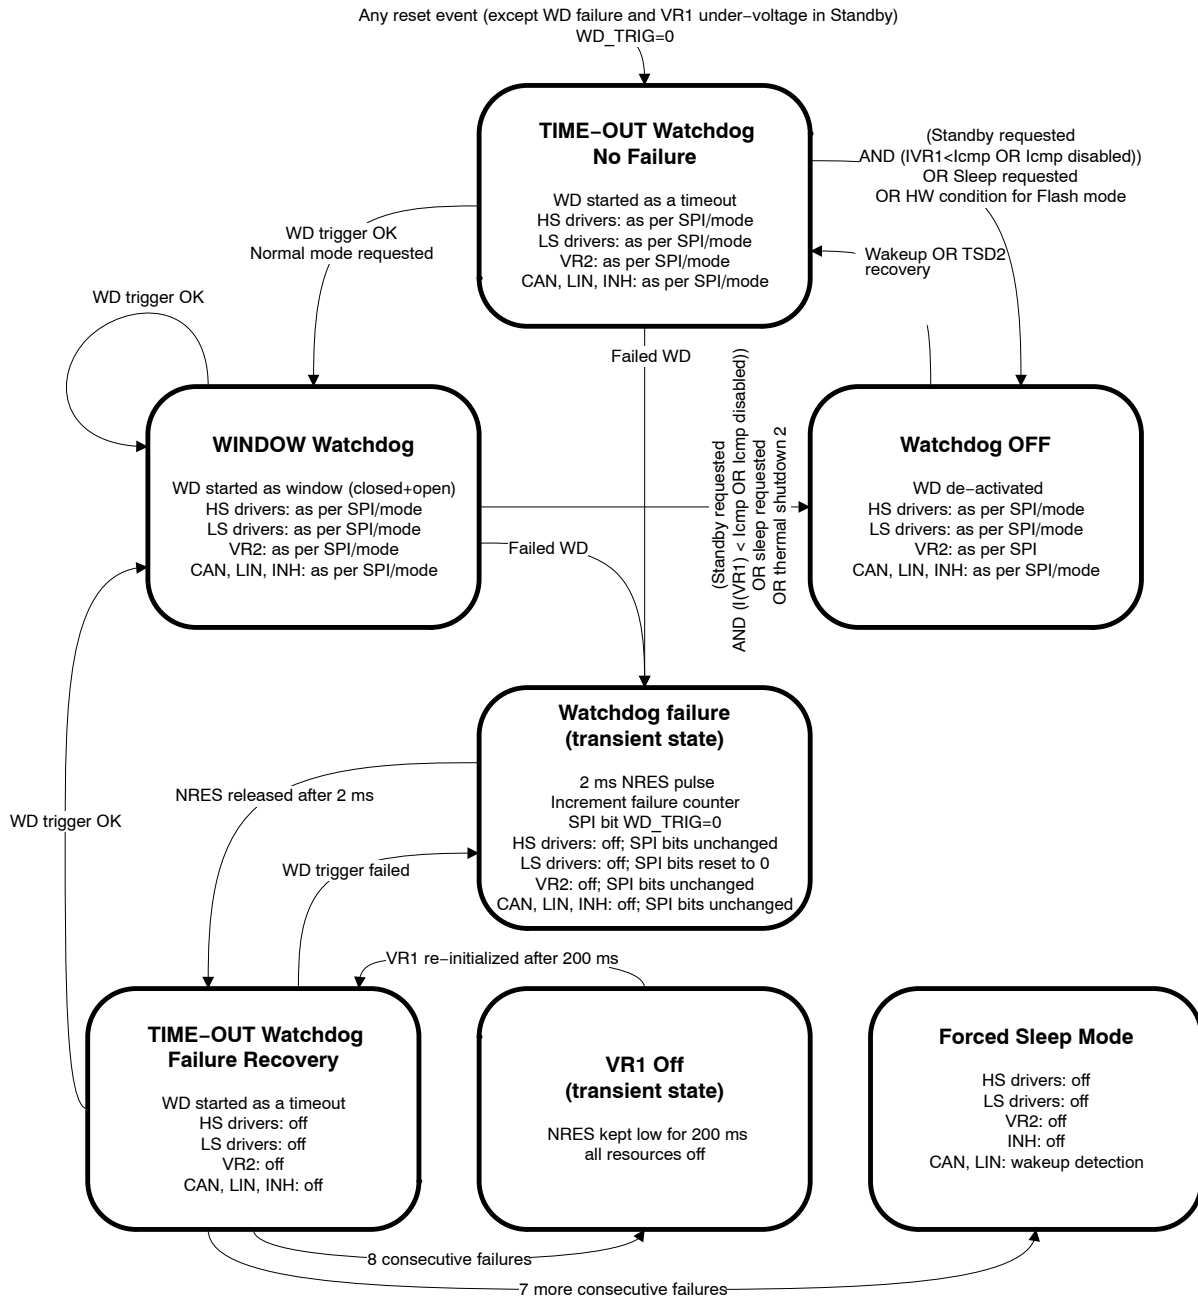 Any reset event (except WD failure and VR1 under-voltage in Standby)
WD_TRIG=0
TIME−OUT Watchdog
No Failure
WD started as a timeout
HS drivers: as per SPI/mode
LS drivers: as per SPI/mode
VR2: as per SPI/mode
CAN, LIN, INH: as per SPI/mode
(Standby requested
AND (IVR1<Icmp OR Icmp disabled))
OR Sleep requested
OR HW condition for Flash mode
WD trigger OK
Normal mode requested
Wakeup OR TSD2
recovery
WD trigger OK
Failed WD
WINDOW Watchdog
WD started as window (closed+open)
HS drivers: as per SPI/mode
LS drivers: as per SPI/mode
VR2: as per SPI/mode
CAN, LIN, INH: as per SPI/mode
(Standby requested
AND (I(VR1) < Icmp OR Icmp disabled))
OR sleep requested
OR thermal shutdown 2
Watchdog OFF
WD de−activated
HS drivers: as per SPI/mode
LS drivers: as per SPI/mode
VR2: as per SPI
CAN, LIN, INH: as per SPI/mode
Failed WD
Watchdog failure
(transient state)
2 ms NRES pulse
Increment failure counter
SPI bit WD_TRIG=0
HS drivers: off; SPI bits unchanged
LS drivers: off; SPI bits reset to 0
VR2: off; SPI bits unchanged
CAN, LIN, INH: off; SPI bits unchanged
NRES released after 2 ms
WD trigger OK
WD trigger failed
VR1 re−initialized after 200 ms
TIME−OUT Watchdog
Failure Recovery
WD started as a timeout
HS drivers: off
LS drivers: off
VR2: off
CAN, LIN, INH: off
VR1 Off
(transient state)
NRES kept low for 200 ms
all resources off
Forced Sleep Mode
HS drivers: off
LS drivers: off
VR2: off
INH: off
CAN, LIN: wakeup detection
8 consecutive failures
7 more consecutive failures